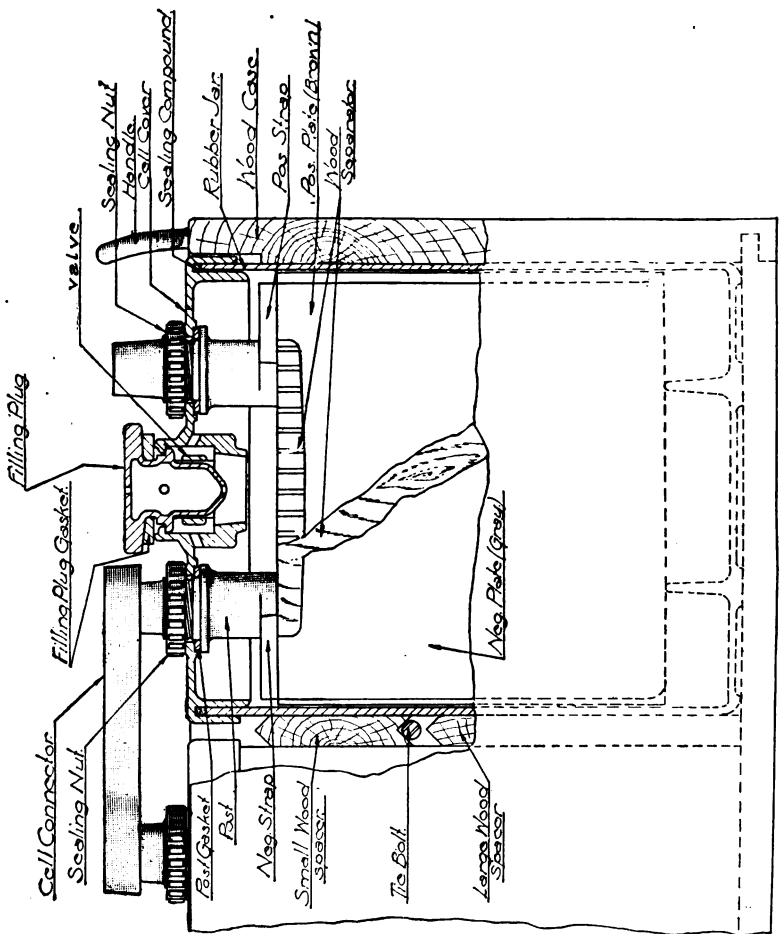 Sealing Nut
Handle
Cell Cover
Sealing Compound
Rubber Jar
Wood Case
Pos. Strap
Pos. Plate (Brown)
Wood
Separator
Valve
Filling Plug
Filling Plug Gasket
Cell Connector
Sealing Nut
Post Gasket
Post
Neg. Strap
Small Wood
spacer.
Tie Bolt.
Large Wood
Spacer
Neg. Plate (Gray)